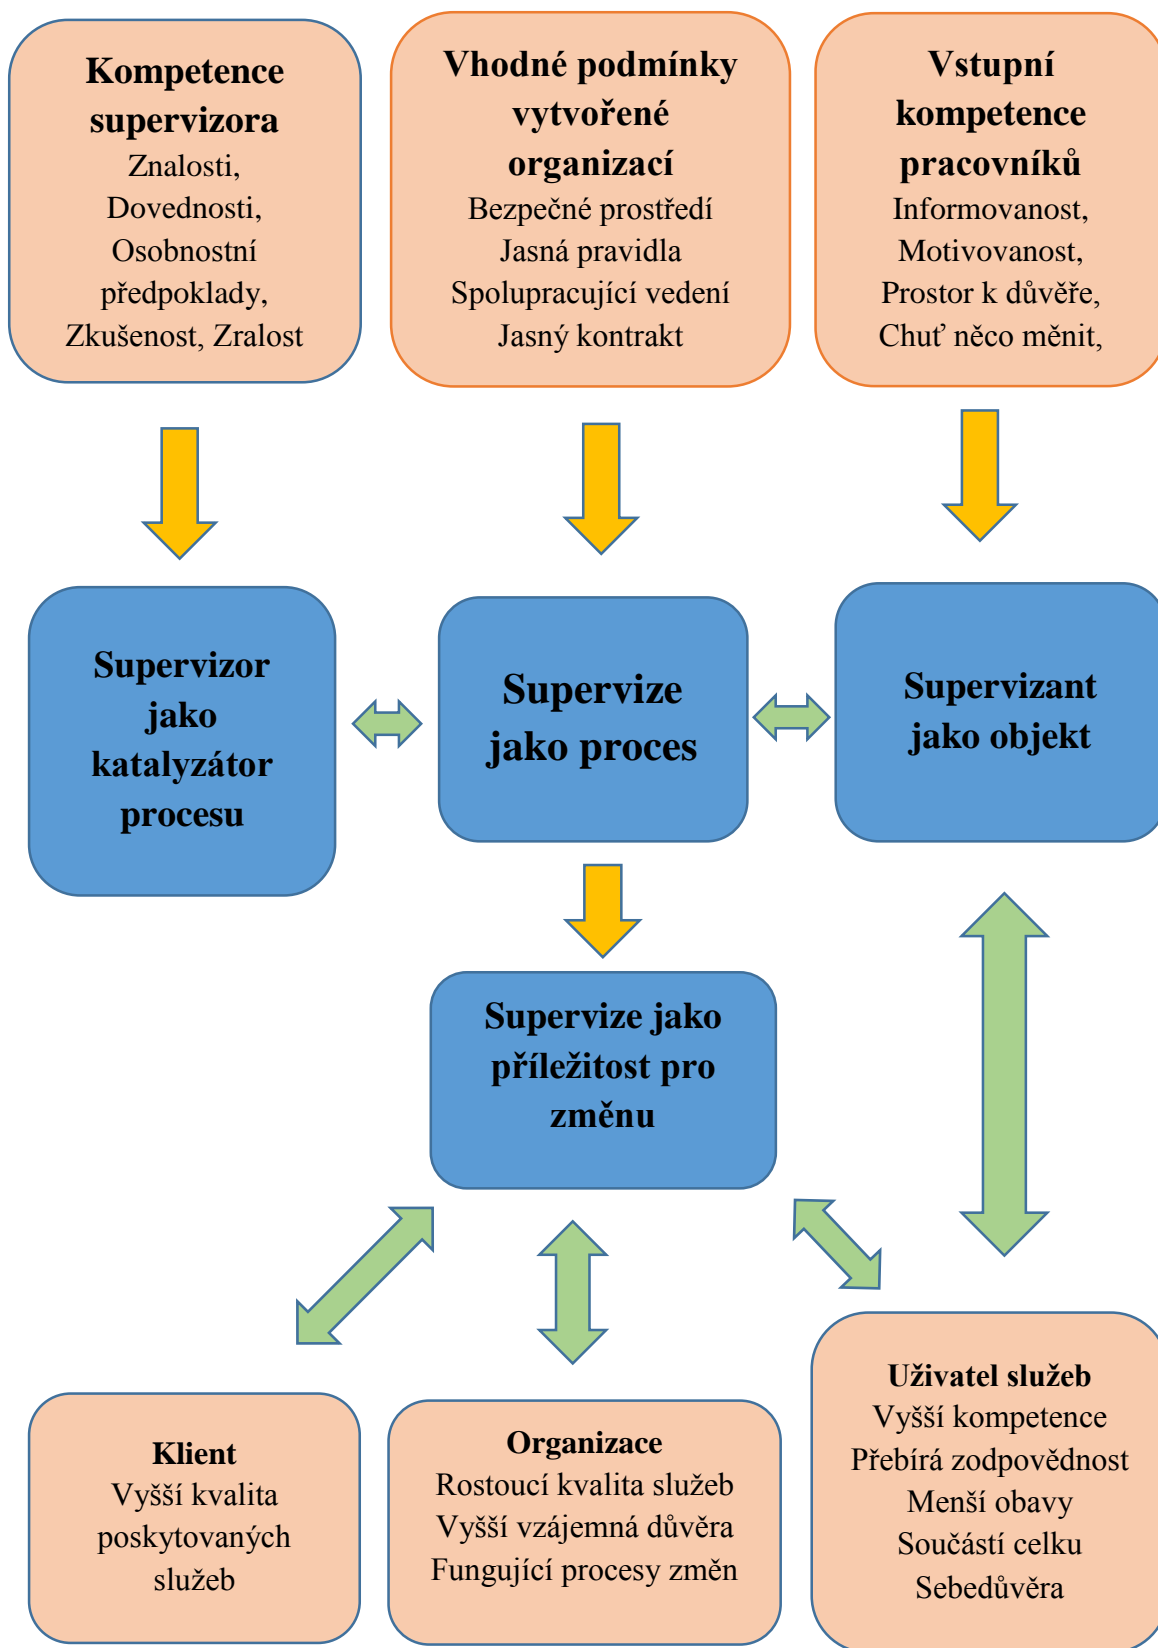 Kompetence
supervizora
Znalosti,
Dovednosti,
Osobnostní
předpoklady,
Zkušenost, Zralost
Vhodné podmínky
vytvořené
organizací
Bezpečné prostředí
Jasná pravidla
Spolupracující vedení
Jasný kontrakt
Vstupní
kompetence
pracovníků
Informovanost,
Motivovanost,
Prostor k důvěře,
Chuť něco měnit,
Supervizor
jako
katalyzátor
procesu
Supervize
jako proces
Supervizant
jako objekt
Supervize jako
příležitost pro
změnu
Klient
Vyšší kvalita
poskytovaných
služeb
Organizace
Rostoucí kvalita služeb
Vyšší vzájemná důvěra
Fungující procesy změn
Uživatel služeb
Vyšší kompetence
Přebírá zodpovědnost
Menší obavy
Součástí celku
Sebedůvěra